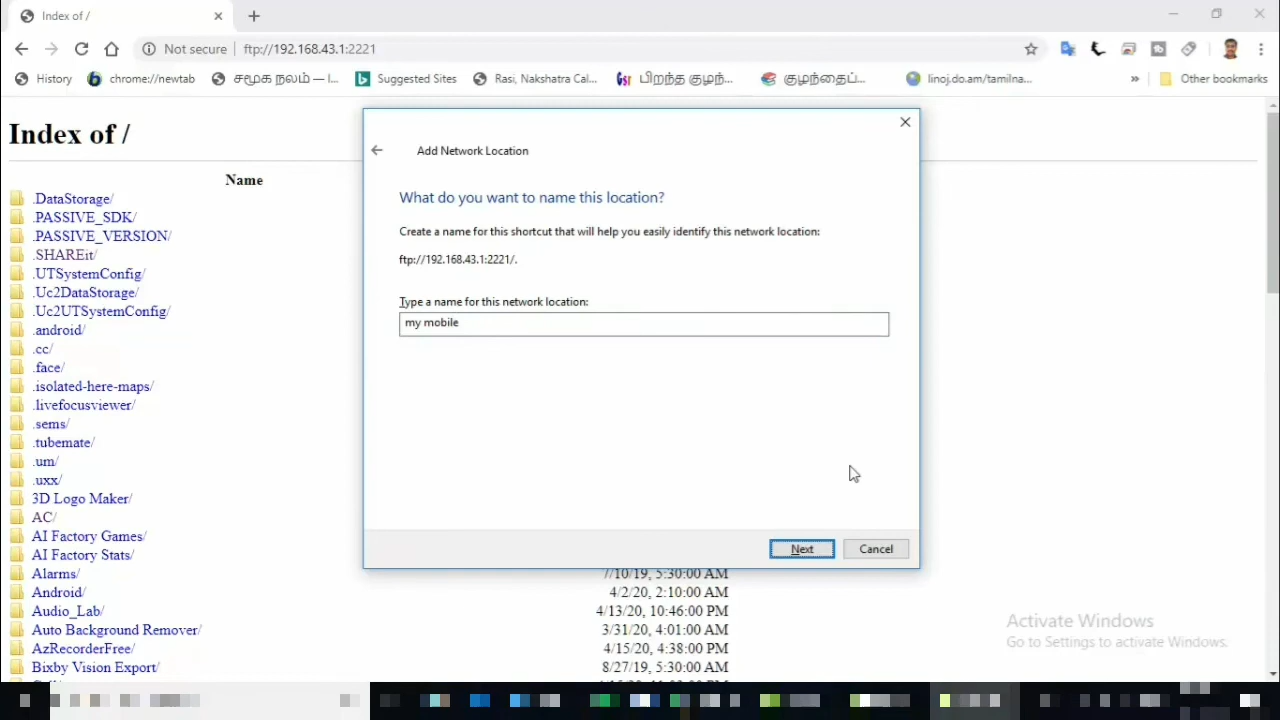 Index of /
Not secure ftp://192.168.43.1:2221
History chrome://newtab சமூக நலம் — I... Suggested Sites Rasi, Nakshatra Cal... பிறந்த குழந்... குழந்தைப்... linoj.do.am/tamilna... » Other bookmarks
Index of /
Name
.DataStorage/
.PASSIVE_SDK/
.PASSIVE_VERSION/
.SHAREit/
.UTSystemConfig/
.Uc2DataStorage/
.Uc2UTSystemConfig/
.android/
.cc/
.face/
.isolated-here-maps/
.livefocusviewer/
.sems/
.tubemate/
.um/
.uxx/
3D Logo Maker/
AC/
AI Factory Games/
AI Factory Stats/
Alarms/ 7/10/19, 5:30:00 AM
Android/ 4/2/20, 2:10:00 AM
Audio_Lab/ 4/13/20, 10:46:00 PM
Auto Background Remover/ 3/31/20, 4:01:00 AM
AzRecorderFree/ 4/15/20, 4:38:00 PM
Bixby Vision Export/ 8/27/19, 5:30:00 AM
Add Network Location
What do you want to name this location?
Create a name for this shortcut that will help you easily identify this network location:
ftp://192.168.43.1:2221/.
Type a name for this network location:
my mobile
Next Cancel
Activate Windows
Go to Settings to activate Windows.